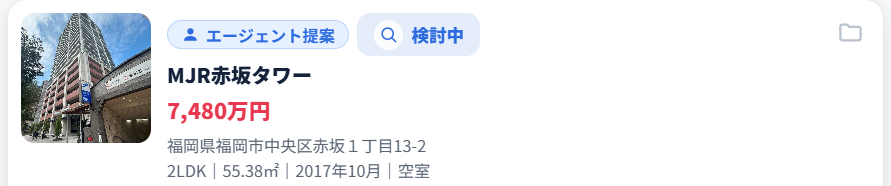 エージェント提案 検討中
MJR赤坂タワー
7,480万円
福岡県福岡市中央区赤坂１丁目13-2
2LDK｜55.38㎡｜2017年10月｜空室